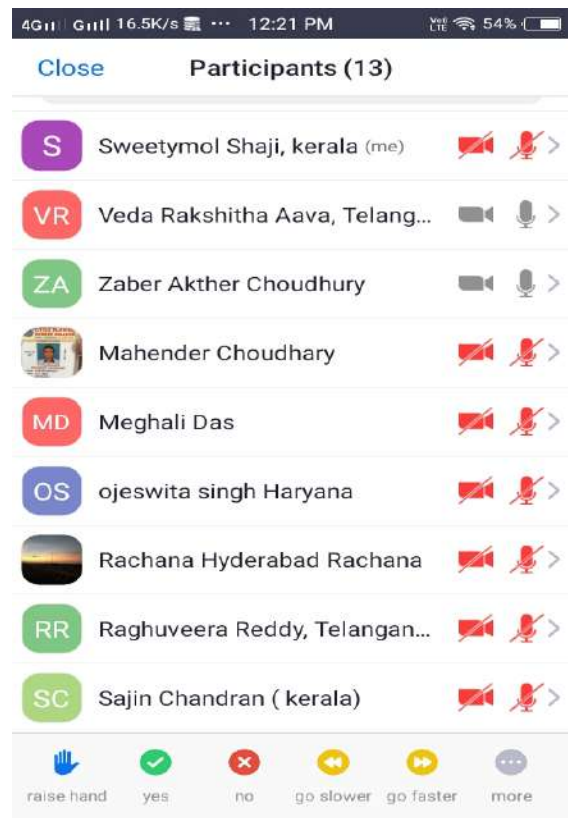 4G G 16.5K/s ... 12:21 PM VoD LTE 54%
Close Participants (13)
S Sweetymol Shaji, kerala (me)
VR Veda Rakshitha Aava, Telang...
ZA Zaber Akther Choudhury
Mahender Choudhary
MD Meghali Das
OS ojeswita singh Haryana
Rachana Hyderabad Rachana
RR Raghuveera Reddy, Telangan...
SC Sajin Chandran ( kerala)
raise hand yes no go slower go faster more